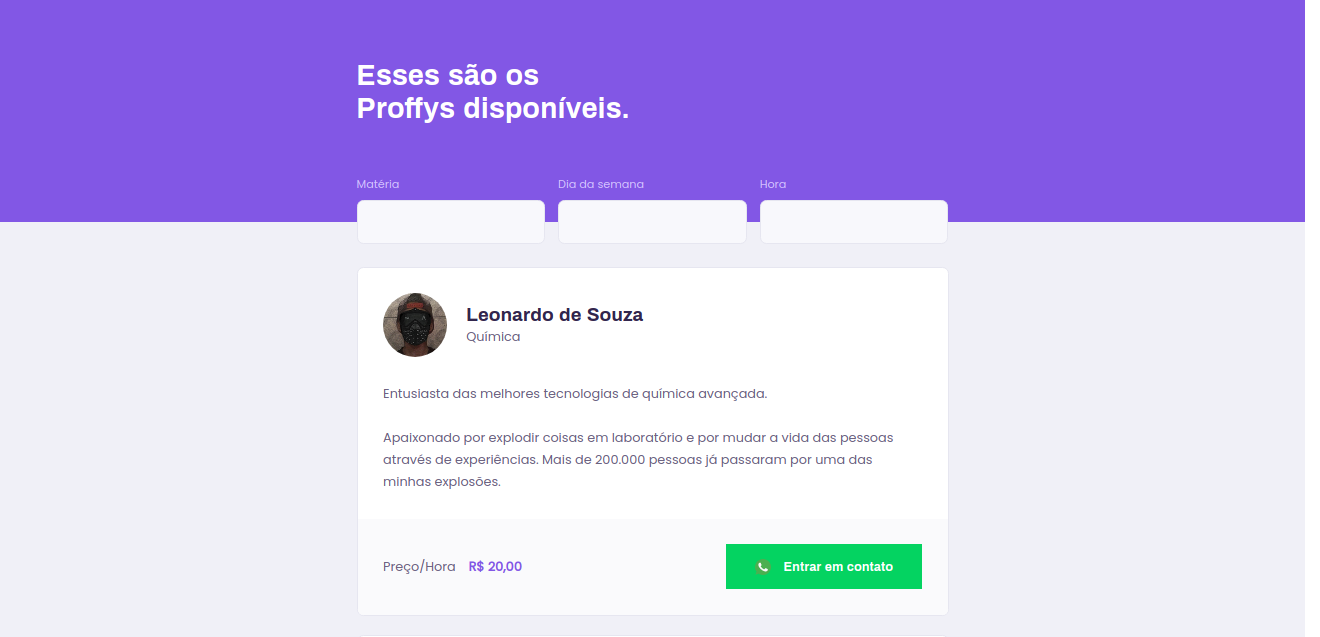 Esses são os
Proffys disponíveis.
Matéria
Dia da semana
Hora
Leonardo de Souza
Química
Entusiasta das melhores tecnologias de química avançada.
Apaixonado por explodir coisas em laboratório e por mudar a vida das pessoas
através de experiências. Mais de 200.000 pessoas já passaram por uma das
minhas explosões.
Preço/Hora R$ 20,00
Entrar em contato